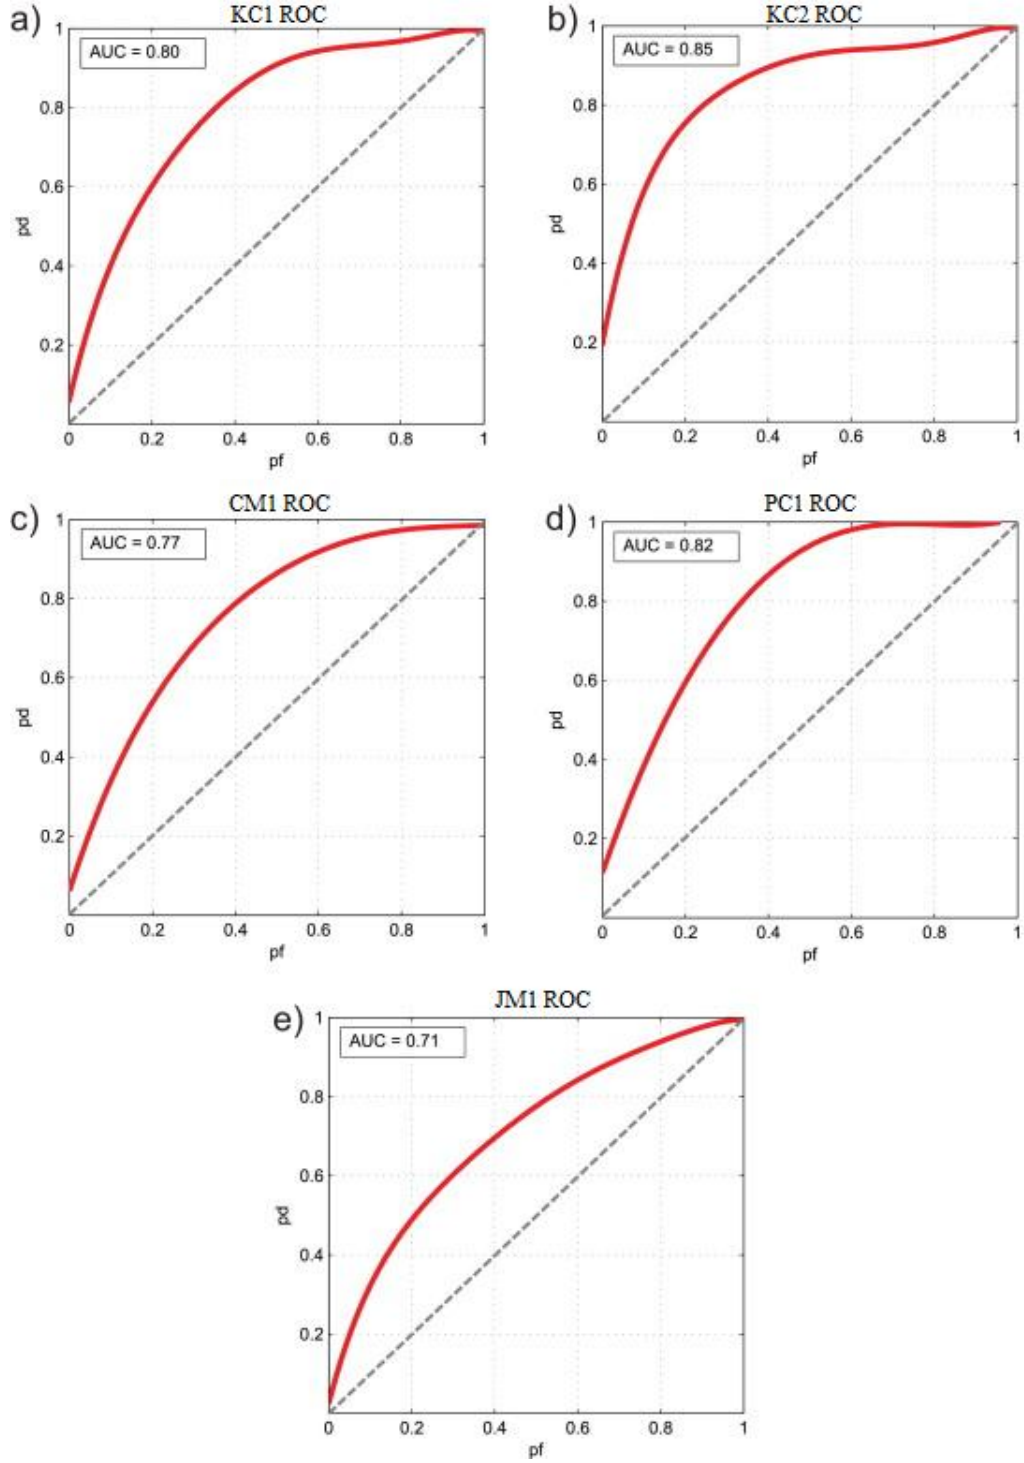 a) KC1 ROC
AUC = 0.80
1
0.8
0.6
0.4
0.2
pd
0 0.2 0.4 0.6 0.8 1
pf
b) KC2 ROC
AUC = 0.85
1
0.8
0.6
0.4
0.2
pd
0 0.2 0.4 0.6 0.8 1
pf
c) CM1 ROC
AUC = 0.77
1
0.8
0.6
0.4
0.2
pd
0 0.2 0.4 0.6 0.8 1
pf
d) PC1 ROC
AUC = 0.82
1
0.8
0.6
0.4
0.2
pd
0 0.2 0.4 0.6 0.8 1
pf
e) JM1 ROC
AUC = 0.71
1
0.8
0.6
0.4
0.2
pd
0 0.2 0.4 0.6 0.8 1
pf